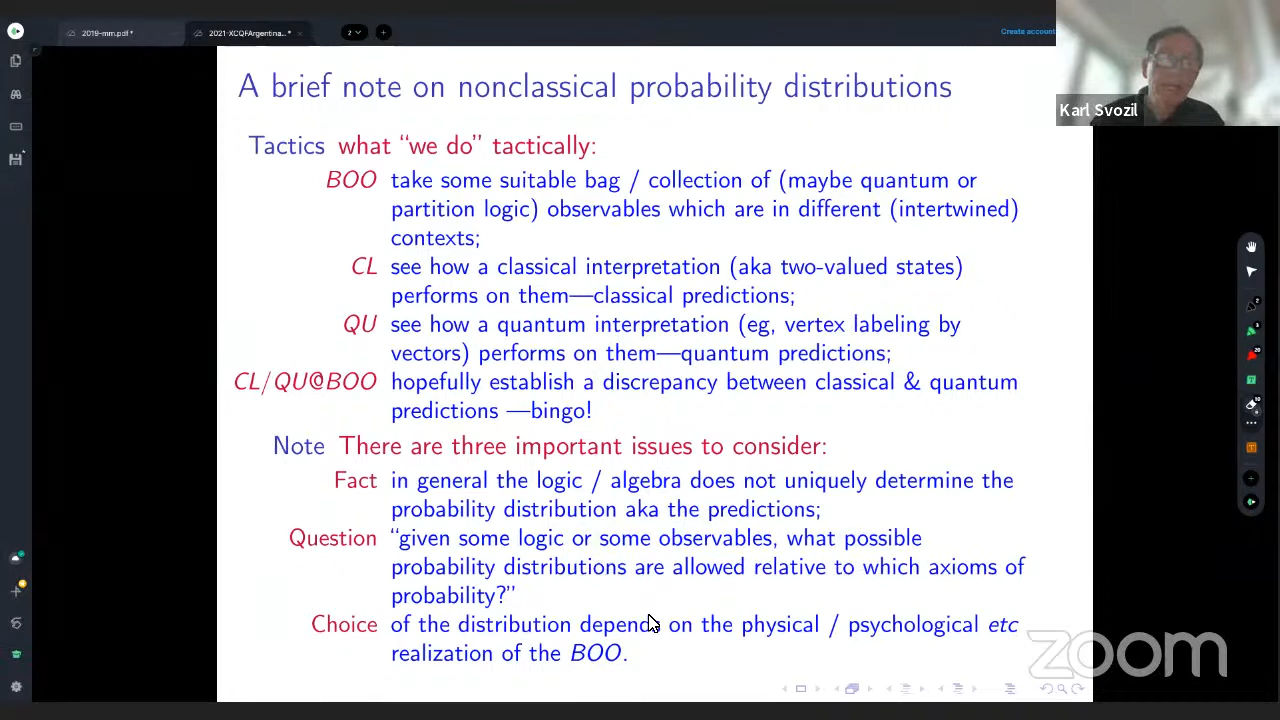 2019-mm.pdf*
2021-XCQFArgentina...*
2
Create account
Karl Svozil
A brief note on nonclassical probability distributions
Tactics what “we do” tactically:
BOO take some suitable bag / collection of (maybe quantum or
partition logic) observables which are in different (intertwined)
contexts;
CL see how a classical interpretation (aka two-valued states)
performs on them—classical predictions;
QU see how a quantum interpretation (eg, vertex labeling by
vectors) performs on them—quantum predictions;
CL/QU@BOO hopefully establish a discrepancy between classical & quantum
predictions —bingo!
Note There are three important issues to consider:
Fact in general the logic / algebra does not uniquely determine the
probability distribution aka the predictions;
Question “given some logic or some observables, what possible
probability distributions are allowed relative to which axioms of
probability?”
Choice of the distribution depends on the physical / psychological etc
realization of the BOO.
zoom